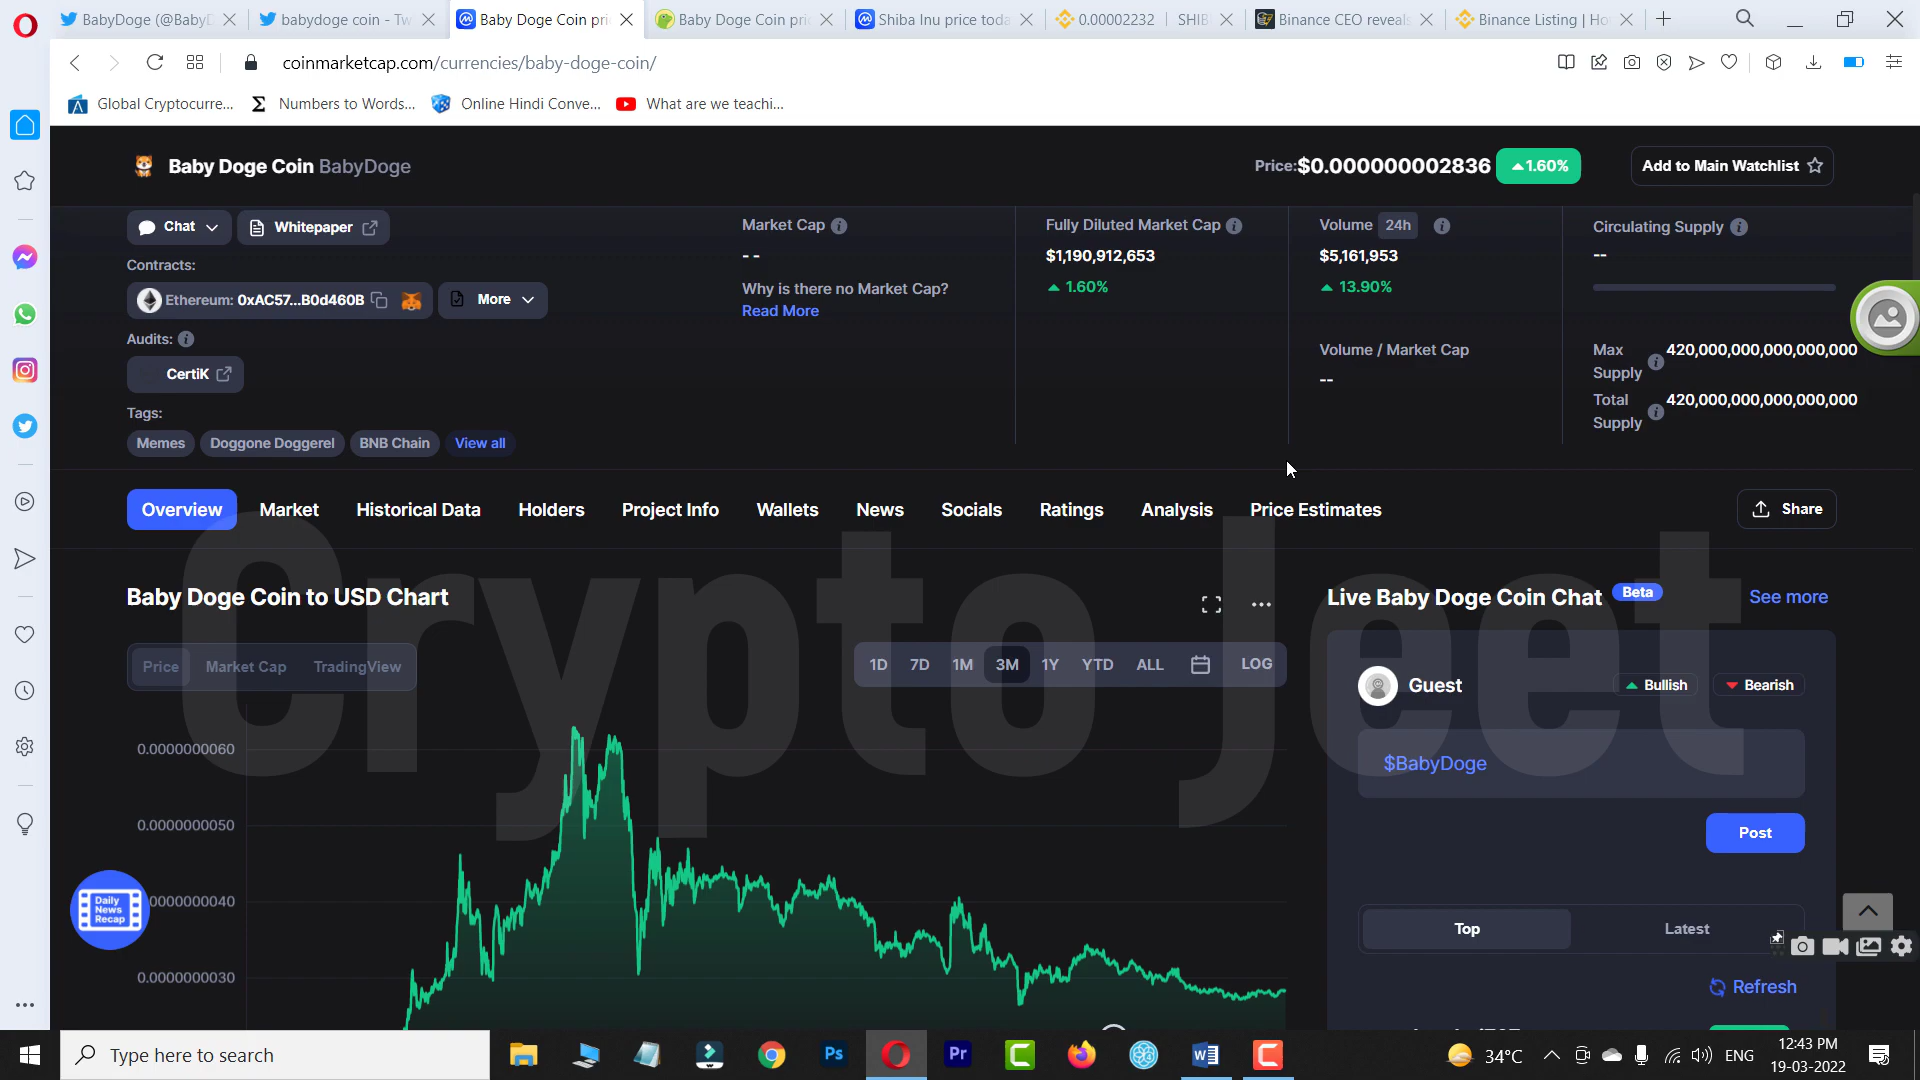 BabyDoge (@BabyD
babydoge coin - Tw
Baby Doge Coin pri
Baby Doge Coin pric
Shiba Inu price toda
0.00002232 | SHIB
Binance CEO reveals
Binance Listing | Ho
coinmarketcap.com/currencies/baby-doge-coin/
Global Cryptocurre...
Numbers to Words...
Online Hindi Conve...
What are we teachi...
Baby Doge Coin BabyDoge
Price:$0.000000002836
1.60%
Add to Main Watchlist
Chat
Whitepaper
Contracts:
Ethereum: 0xAC57...B0d460B
More
Audits:
CertiK
Tags:
Memes
Doggone Doggerel
BNB Chain
View all
Market Cap
- -
Why is there no Market Cap?
Read More
Fully Diluted Market Cap
$1,190,912,653
1.60%
Volume 24h
$5,161,953
13.90%
Volume / Market Cap
--
Circulating Supply
--
Max Supply
420,000,000,000,000,000
Total Supply
420,000,000,000,000,000
Overview
Market
Historical Data
Holders
Project Info
Wallets
News
Socials
Ratings
Analysis
Price Estimates
Share
Crypto Jeet
Baby Doge Coin to USD Chart
Price
Market Cap
TradingView
1D
7D
1M
3M
1Y
YTD
ALL
LOG
0.0000000060
0.0000000050
0000000040
0.0000000030
Daily
News
Recap
Live Baby Doge Coin Chat Beta
See more
Guest
Bullish
Bearish
$BabyDoge
Post
Top
Latest
Refresh
Type here to search
Ps
Pr
34°C
ENG
12:43 PM
19-03-2022